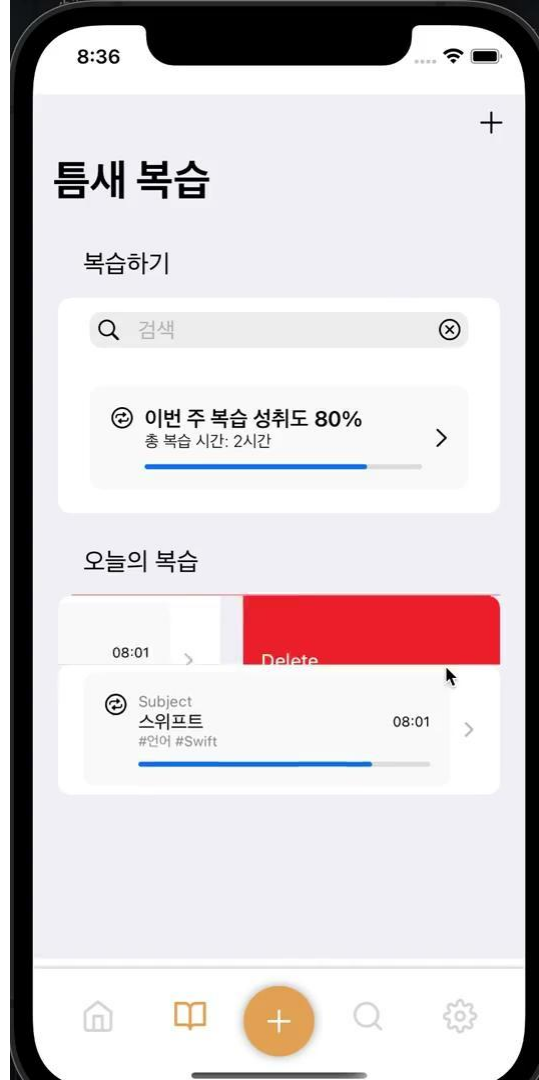 8:36
틈새 복습
복습하기
검색
이번 주 복습 성취도 80%
총 복습 시간: 2시간
오늘의 복습
08:01
Delete
Subject
스위프트
08:01
#언어 #Swift